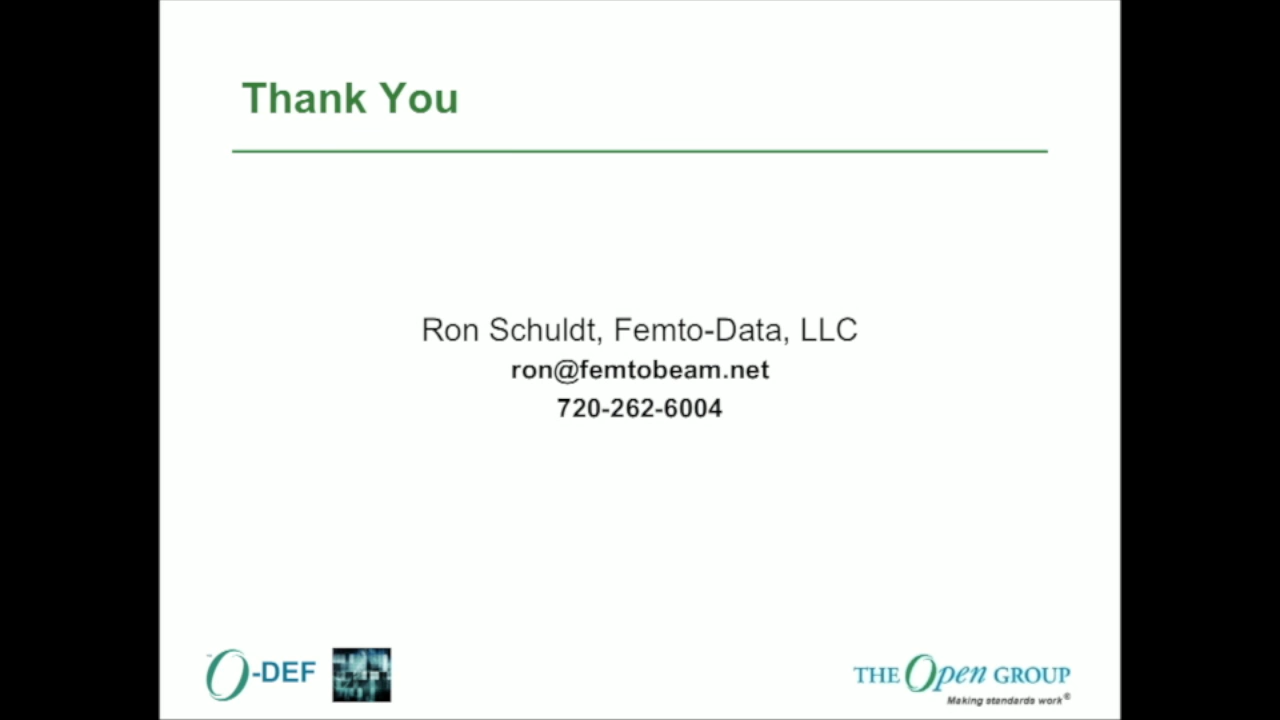 Thank You
Ron Schuldt, Femto-Data, LLC
ron@femtobeam.net
720-262-6004
™ O-DEF
THE Open GROUP
Making standards work®